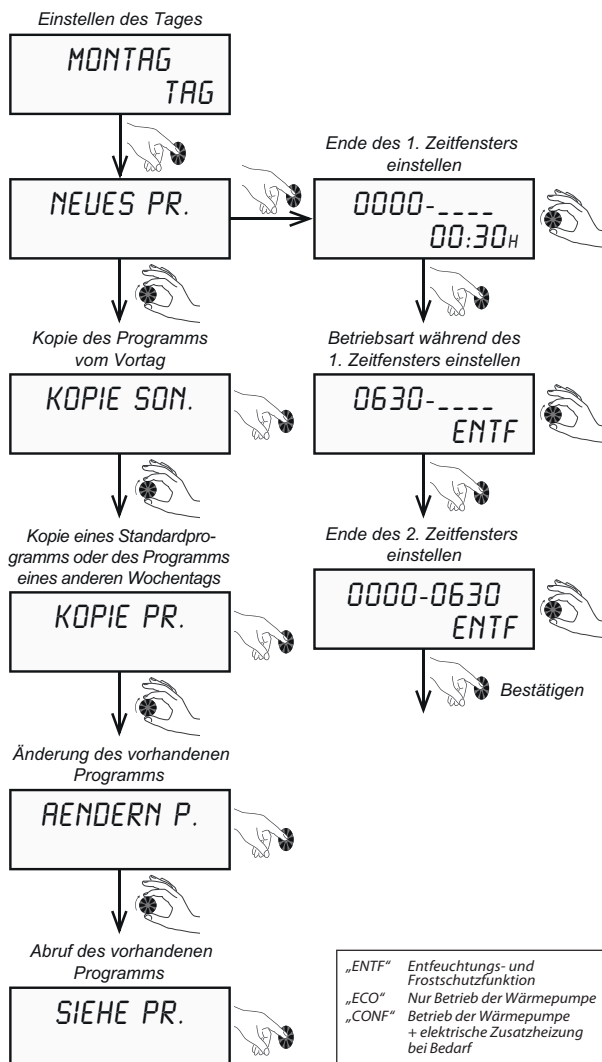 Einstellen des Tages
MONTAG
TAG
NEUES PR.
Kopie des Programms
vom Vortag
KOPIE SON.
Kopie eines Standardpro-
gramms oder des Programms
eines anderen Wochentags
KOPIE PR.
Änderung des vorhandenen
Programms
AENDERN P.
Abruf des vorhandenen
Programms
SIEHE PR.
Ende des 1. Zeitfensters
einstellen
0000-____
00:30H
Betriebsart während des
1. Zeitfensters einstellen
0630-____
ENTF
Ende des 2. Zeitfensters
einstellen
0000-0630
ENTF
Bestätigen
„ENTF“ Entfeuchtungs- und
Frostschutzfunktion
„ECO“ Nur Betrieb der Wärmepumpe
„CONF“ Betrieb der Wärmepumpe
+ elektrische Zusatzheizung
bei Bedarf